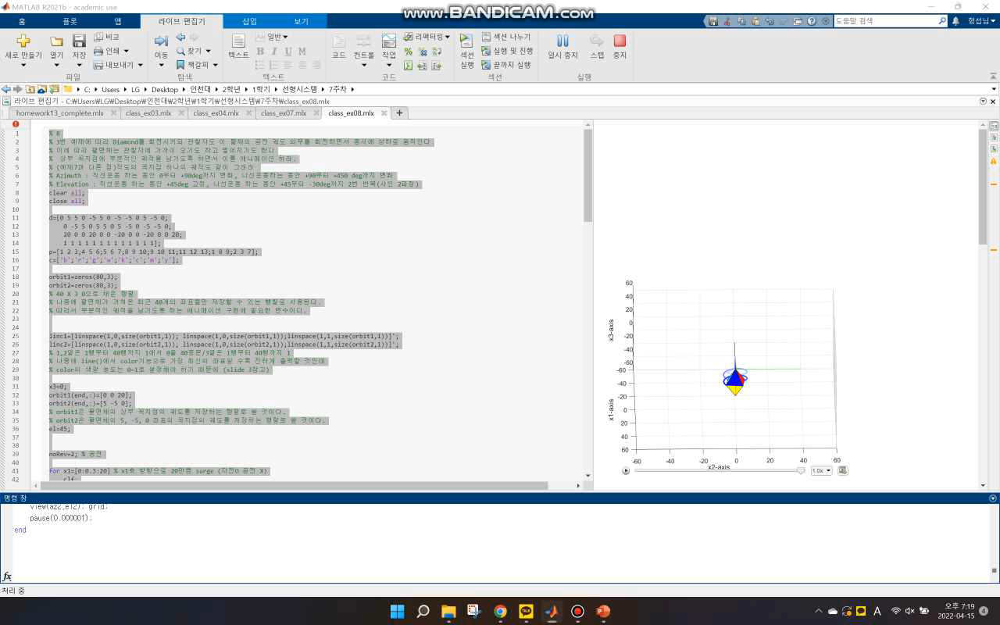 MATLAB R2021b - academic use
www.BANDICAM.com
홈 플롯 앱 라이브 편집기 삽입 보기
도움말 검색 형섭님
새로 만들기 열기 저장 비교 인쇄 내보내기
이동 찾기 책갈피
텍스트 일반 B I U M
코드 컨트롤 작업 리팩터링
섹션 실행 섹션 나누기 실행 및 진행 끝까지 실행
일시 중지 스텝 중지
파일 탐색 텍스트 코드 섹션 실행
C: Users LG Desktop 인천대 2학년 1학기 선형시스템 7주차
라이브 편집기 - C:₩Users₩LG₩Desktop₩인천대₩2학년₩1학기₩선형시스템₩7주차₩class_ex08.mlx
homework13_complete.mlx class_ex03.mlx class_ex04.mlx class_ex07.mlx class_ex08.mlx
1 % 8
2 % 3번 예제에 따라 Diamond를 회전시키되 관찰자도 이 물체의 공전 궤도 외부를 회전하면서 동시에 상하로 움직인다
3 % 이에 따라 팔면체는 관찰자에 가까이 오기도 하고 멀어지기도 한다
4 % 상부 꼭지점에 부분적인 궤적을 남기도록 하면서 이를 애니메이션 하라.
5 % (예제7과 다른 점)적도의 꼭지점 하나의 궤적도 같이 그려라
6 % Azimuth : 직선운동 하는 동안 0부터 +90deg까지 변화, 나선운동하는 동안 +90부터 +450 deg까지 변화
7 % Elevation : 직선운동 하는 동안 +45deg 고정, 나선운동 하는 동안 +45부터 -30deg까지 2번 반복(사인 2파장)
8 clear all;
9 close all;
10
11 d=[0 5 5 0 -5 5 0 -5 -5 0 5 -5 0;
12 0 -5 5 0 5 5 0 5 -5 0 -5 -5 0;
13 20 0 0 20 0 0 -20 0 0 -20 0 0 20;
14 1 1 1 1 1 1 1 1 1 1 1 1 1];
15 p=[1 2 3;4 5 6;5 6 7;8 9 10;9 10 11;11 12 13;1 8 9;2 3 7];
16 c=['b';'r';'g';'w';'k';'c';'m';'y'];
17
18 orbit1=zeros(80,3);
19 orbit2=zeros(80,3);
20 % 40 X 3 0으로 채운 행렬
21 % 나중에 팔면체가 거쳐온 최근 40개의 좌표들만 저장할 수 있는 행렬로 사용된다.
22 % 따라서 부분적인 궤적을 남기도록 하는 애니메이션 구현에 필요한 변수이다.
23
24
25 linc1=[linspace(1,0,size(orbit1,1)); linspace(1,0,size(orbit1,1));linspace(1,1,size(orbit1,1))]';
26 linc2=[linspace(1,0,size(orbit2,1)); linspace(1,0,size(orbit2,1));linspace(1,1,size(orbit2,1))]';
27 % 1,2열은 1행부터 40행까지 1에서 0을 40등분/3열은 1행부터 40행까지 1
28 % 나중에 line()에서 color기능으로 가장 최신의 좌표일 수록 진하게 출력할 것인데
29 % color의 색깔 농도는 0~1로 설정해야 하기 때문에 (slide 3참고)
30
31 x3=0;
32 orbit1(end,:)=[0 0 20];
33 orbit2(end,:)=[5 -5 0];
34 % orbit1은 팔면체의 상부 꼭지점의 궤도를 저장하는 행렬로 쓸 것이다.
35 % orbit2은 팔면체의 5, -5, 0 좌표의 꼭지점의 궤도를 저장하는 행렬로 쓸 것이다.
36 el=45;
37
38
39 noRev=2; % 공전
40
41 for x1=[0:0.3:20] % x1축 방향으로 20만큼 surge (자전O 공전 X)
42 clf;
60
40
20
0
-20
-40
-60
-40
-20
0
20
40
60
x3-axis
x1-axis
-60 -40 -20 0 20 40 60
x2-axis
1.0x
명령 창
view(az2,el2); grid;
pause(0.000001);
end
fx
처리 중
TALK
A
오후 7:19
2022-04-15
4